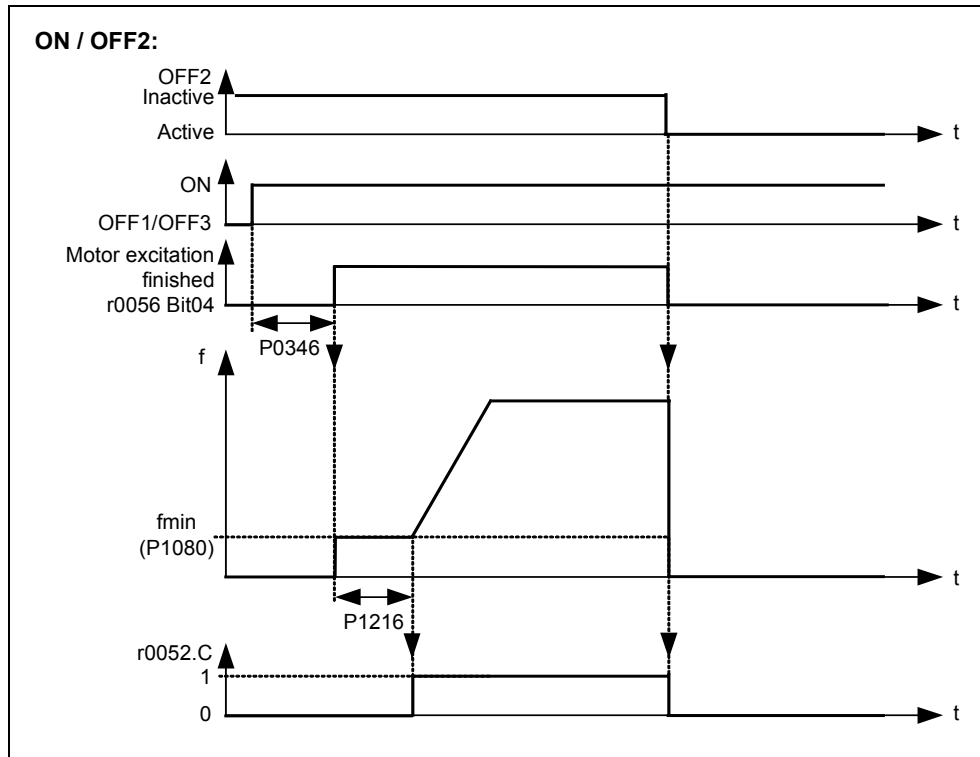 ON / OFF2:
OFF2
Inactive
Active
t
ON
OFF1/OFF3
t
Motor excitation
finished
r0056 Bit04
t
P0346
f
fmin
(P1080)
t
P1216
r0052.C
1
0
t